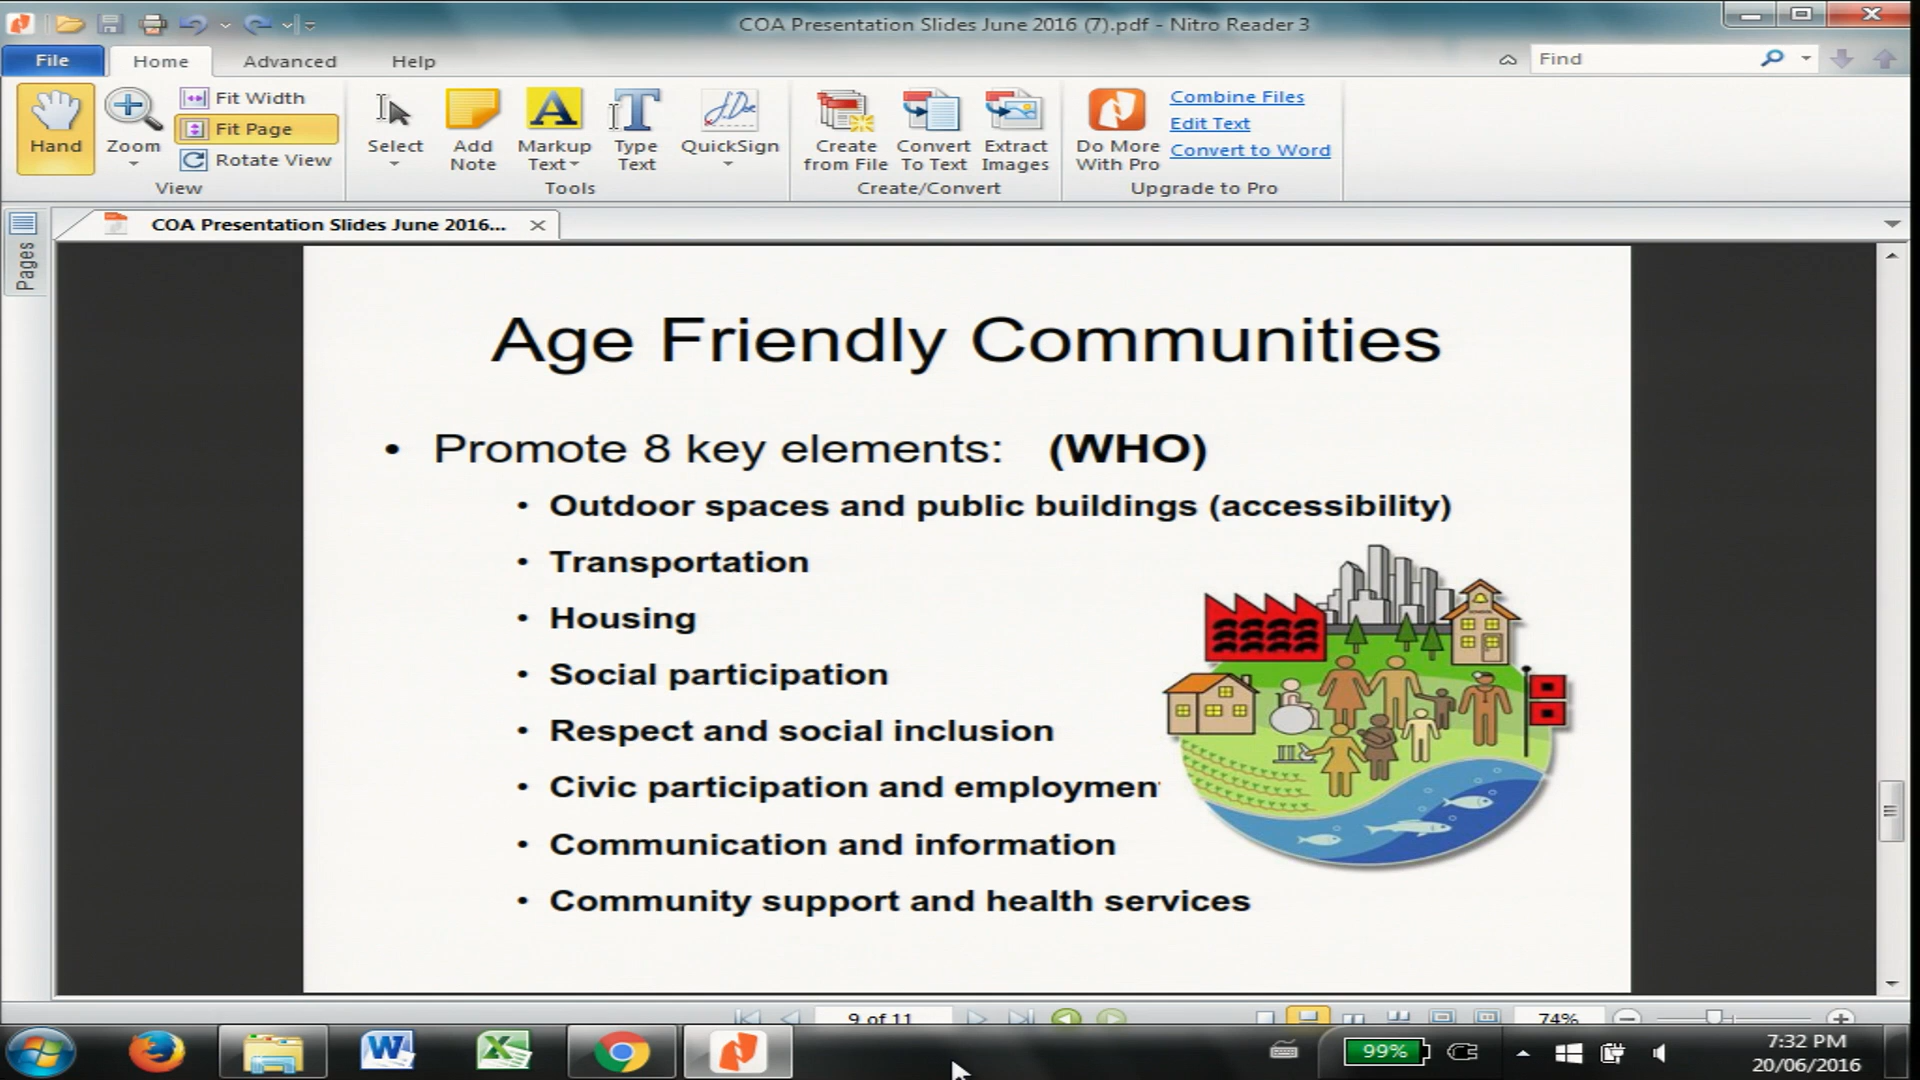 COA Presentation Slides June 2016 (7).pdf - Nitro Reader 3
File Home Advanced Help Find
Hand
Zoom
Fit Width
Fit Page
Rotate View
View
Select
Add Note
Markup Text
Type Text
QuickSign
Tools
Create from File
Convert To Text
Extract Images
Create/Convert
Do More With Pro
Combine Files
Edit Text
Convert to Word
Upgrade to Pro
COA Presentation Slides June 2016...
Pages
Age Friendly Communities
• Promote 8 key elements: (WHO)
• Outdoor spaces and public buildings (accessibility)
• Transportation
• Housing
• Social participation
• Respect and social inclusion
• Civic participation and employmen
• Communication and information
• Community support and health services
9 of 11
74%
99%
7:32 PM
20/06/2016